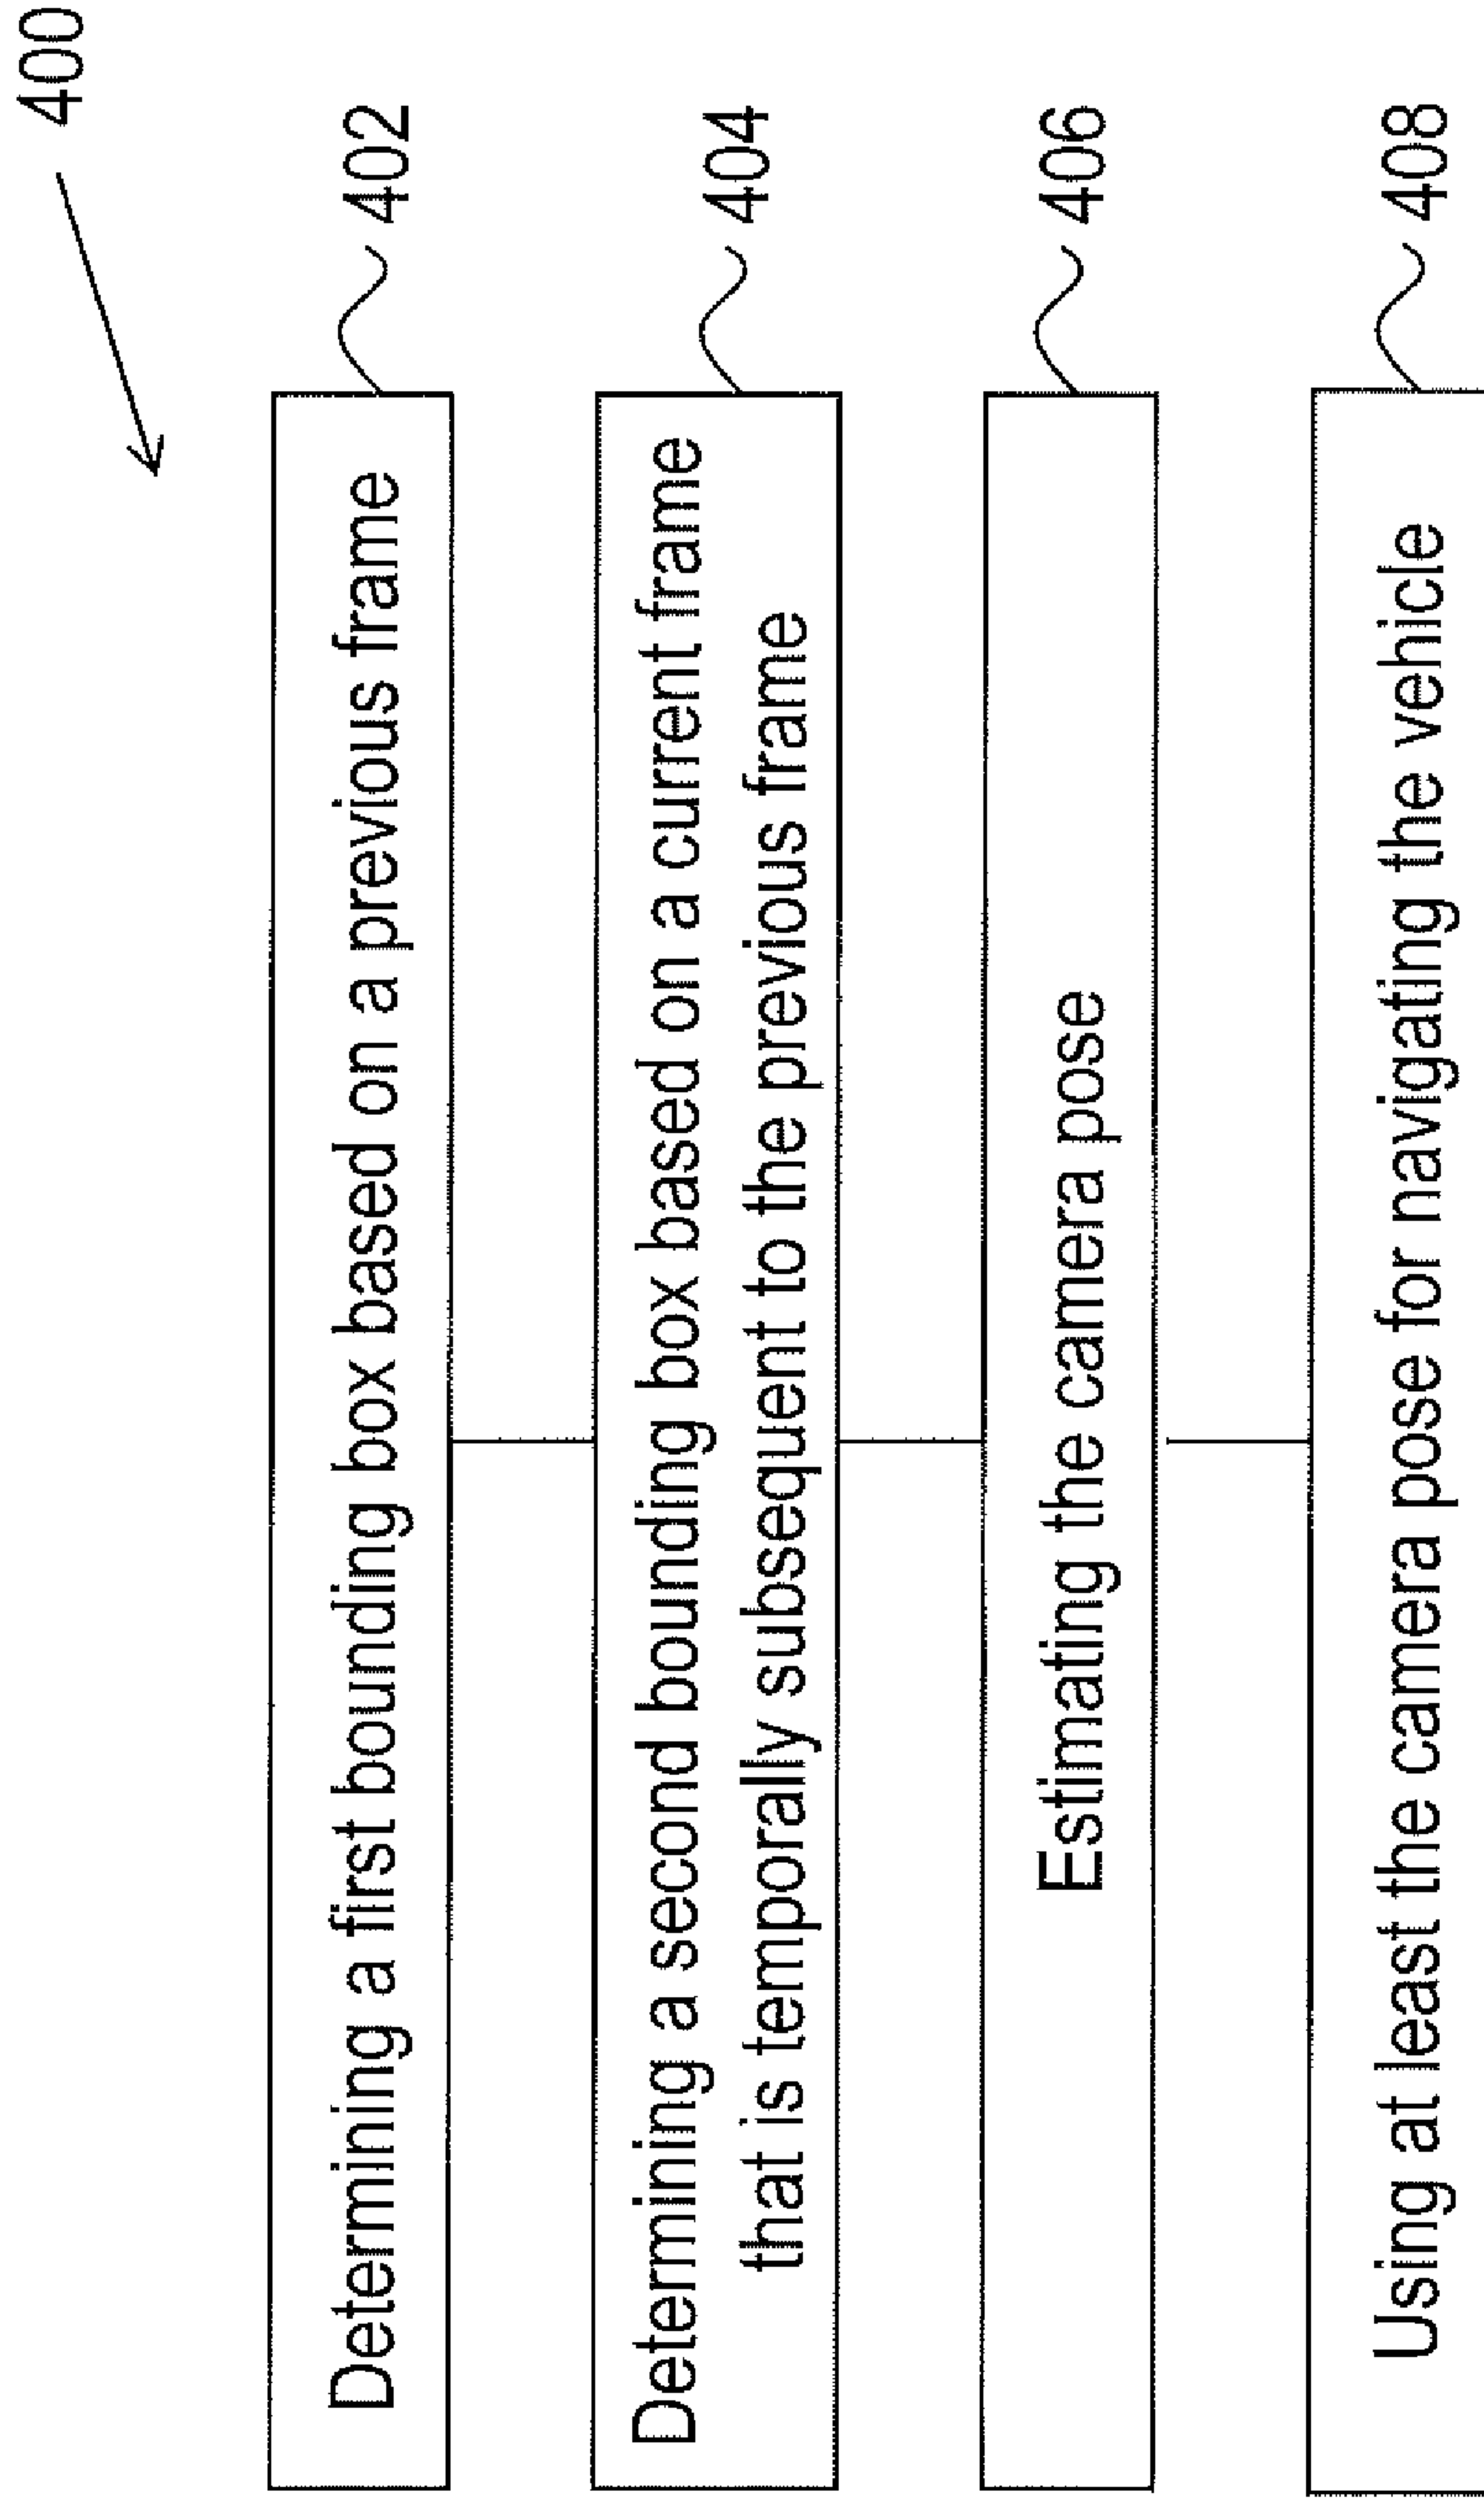 400
Determining a first bounding box based on a previous frame
402
Determining a second bounding box based on a current frame
that is temporally subsequent to the previous frame
404
Estimating the camera pose
406
Using at least the camera pose for navigating the vehicle
408